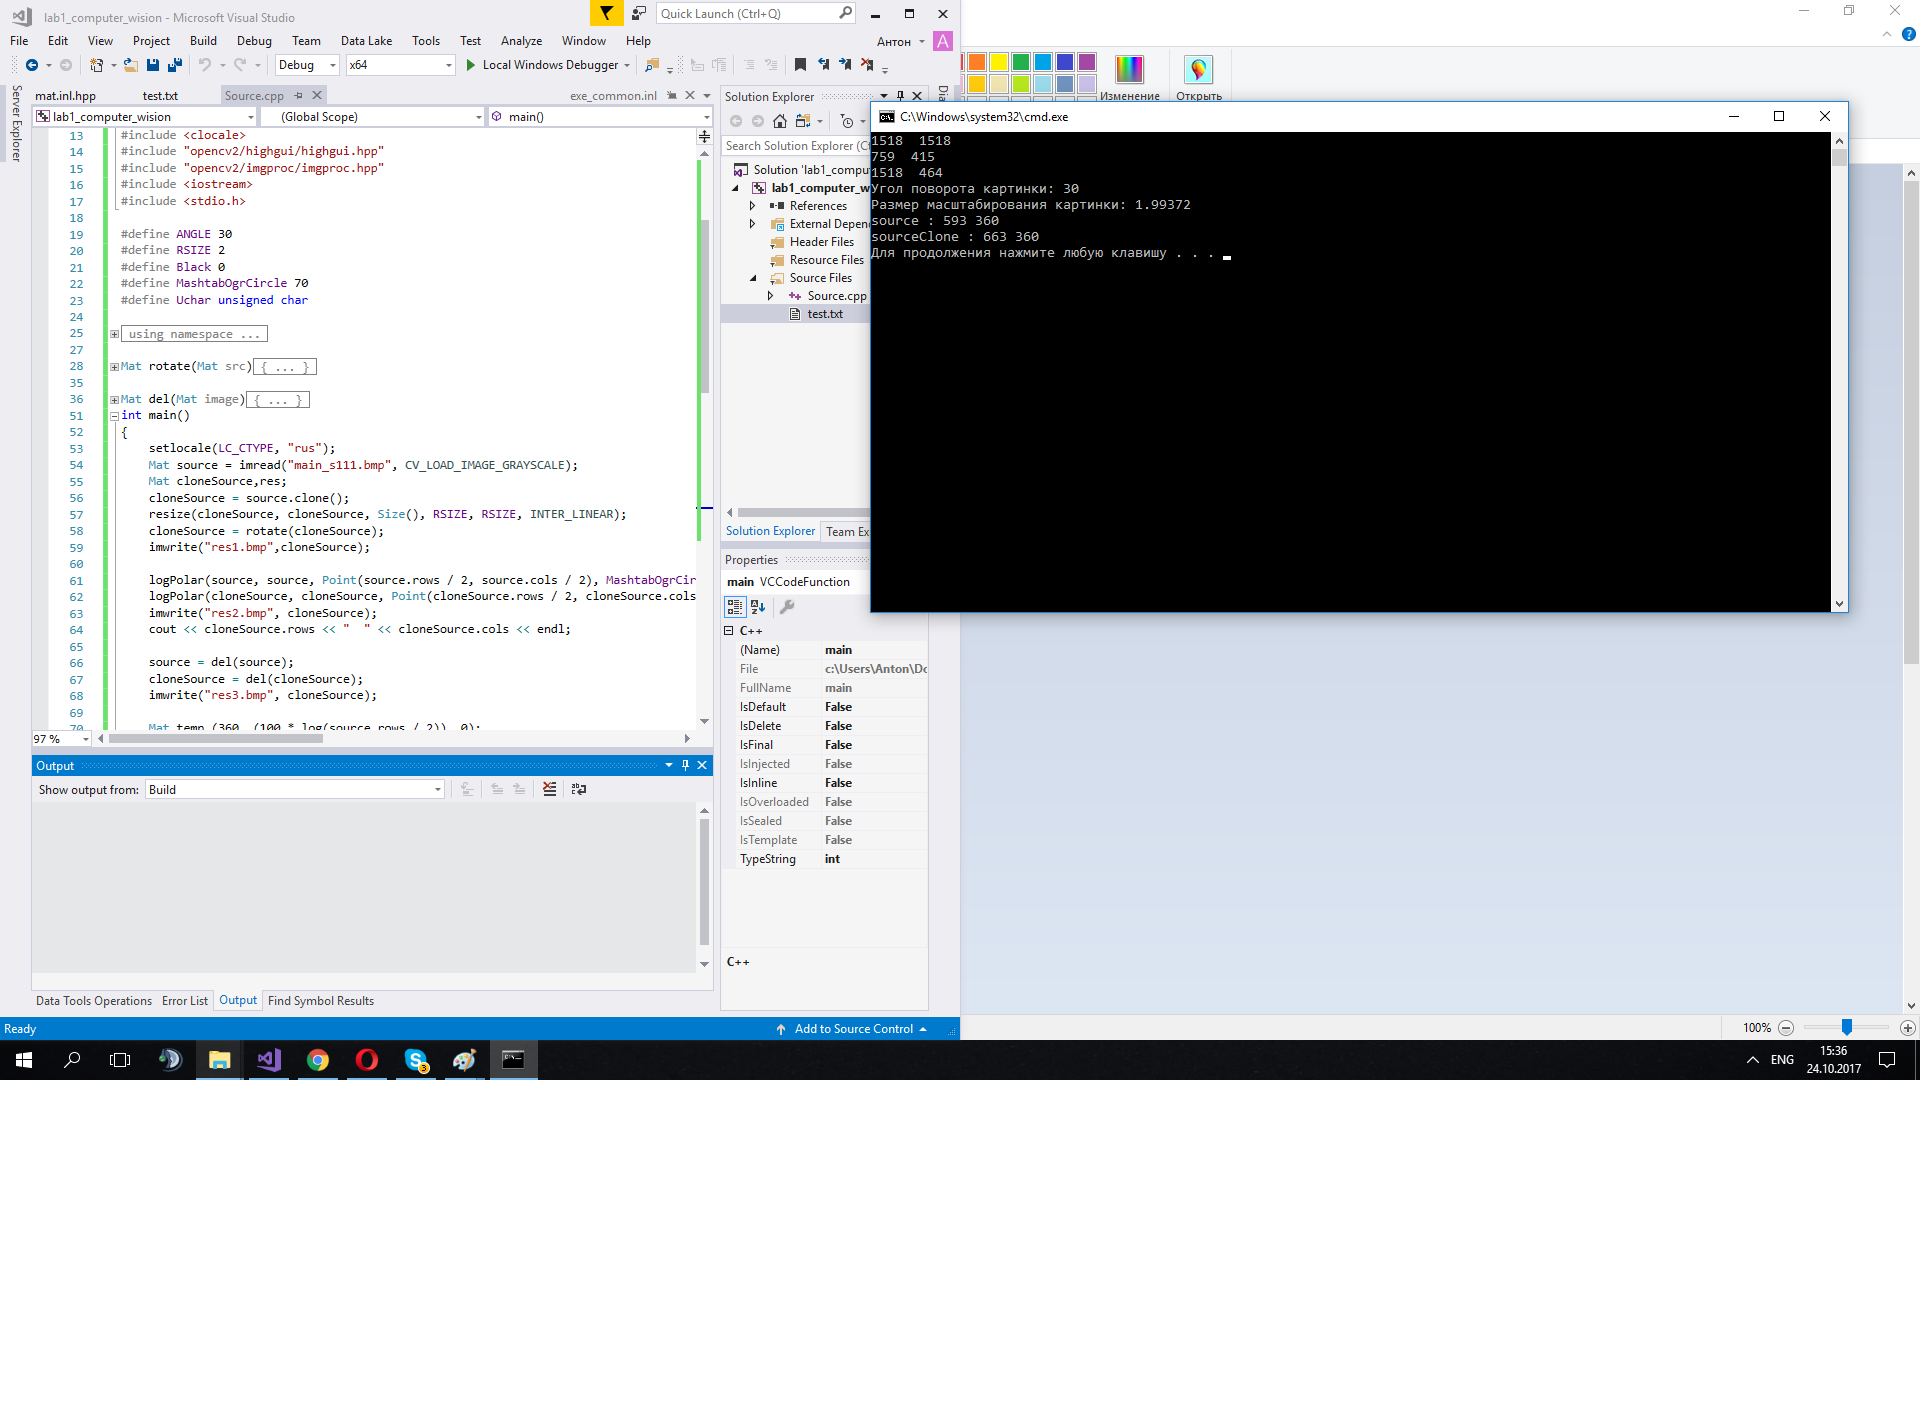 lab1_computer_wision - Microsoft Visual Studio
Quick Launch (Ctrl+Q)
File Edit View Project Build Debug Team Data Lake Tools Test Analyze Window Help
Антон A
Debug x64 Local Windows Debugger
Server Explorer
mat.inl.hpp test.txt Source.cpp exe_common.inl
lab1_computer_wision (Global Scope) main()
13 #include <clocale>
14 #include "opencv2/highgui/highgui.hpp"
15 #include "opencv2/imgproc/imgproc.hpp"
16 #include <iostream>
17 #include <stdio.h>
18
19 #define ANGLE 30
20 #define RSIZE 2
21 #define Black 0
22 #define MashtabOgrCircle 70
23 #define Uchar unsigned char
24
25 using namespace ...
27
28 Mat rotate(Mat src){ ... }
35
36 Mat del(Mat image){ ... }
51 int main()
52 {
53 setlocale(LC_CTYPE, "rus");
54 Mat source = imread("main_s111.bmp", CV_LOAD_IMAGE_GRAYSCALE);
55 Mat cloneSource,res;
56 cloneSource = source.clone();
57 resize(cloneSource, cloneSource, Size(), RSIZE, RSIZE, INTER_LINEAR);
58 cloneSource = rotate(cloneSource);
59 imwrite("res1.bmp",cloneSource);
60
61 logPolar(source, source, Point(source.rows / 2, source.cols / 2), MashtabOgrCir
62 logPolar(cloneSource, cloneSource, Point(cloneSource.rows / 2, cloneSource.cols
63 imwrite("res2.bmp", cloneSource);
64 cout << cloneSource.rows << "  " << cloneSource.cols << endl;
65
66 source = del(source);
67 cloneSource = del(cloneSource);
68 imwrite("res3.bmp", cloneSource);
69
70 Mat temp (360, (100 * log(source.rows / 2)), 0);
97 %
Output
Show output from: Build
Data Tools Operations Error List Output Find Symbol Results
Ready
Add to Source Control
Solution Explorer
Search Solution Explorer (C
Solution 'lab1_compu
lab1_computer_w
References
External Depen
Header Files
Resource Files
Source Files
Source.cpp
test.txt
Solution Explorer Team Ex
Properties
main VCCodeFunction
C++
(Name) main
File c:\Users\Anton\Do
FullName main
IsDefault False
IsDelete False
IsFinal False
IsInjected False
IsInline False
IsOverloaded False
IsSealed False
IsTemplate False
TypeString int
C++
Изменение
Открыть
C:\Windows\system32\cmd.exe
1518  1518
759  415
1518  464
Угол поворота картинки: 30
Размер масштабирования картинки: 1.99372
source : 593 360
sourceClone : 663 360
Для продолжения нажмите любую клавишу . . .
100%
3
ENG
15:36
24.10.2017